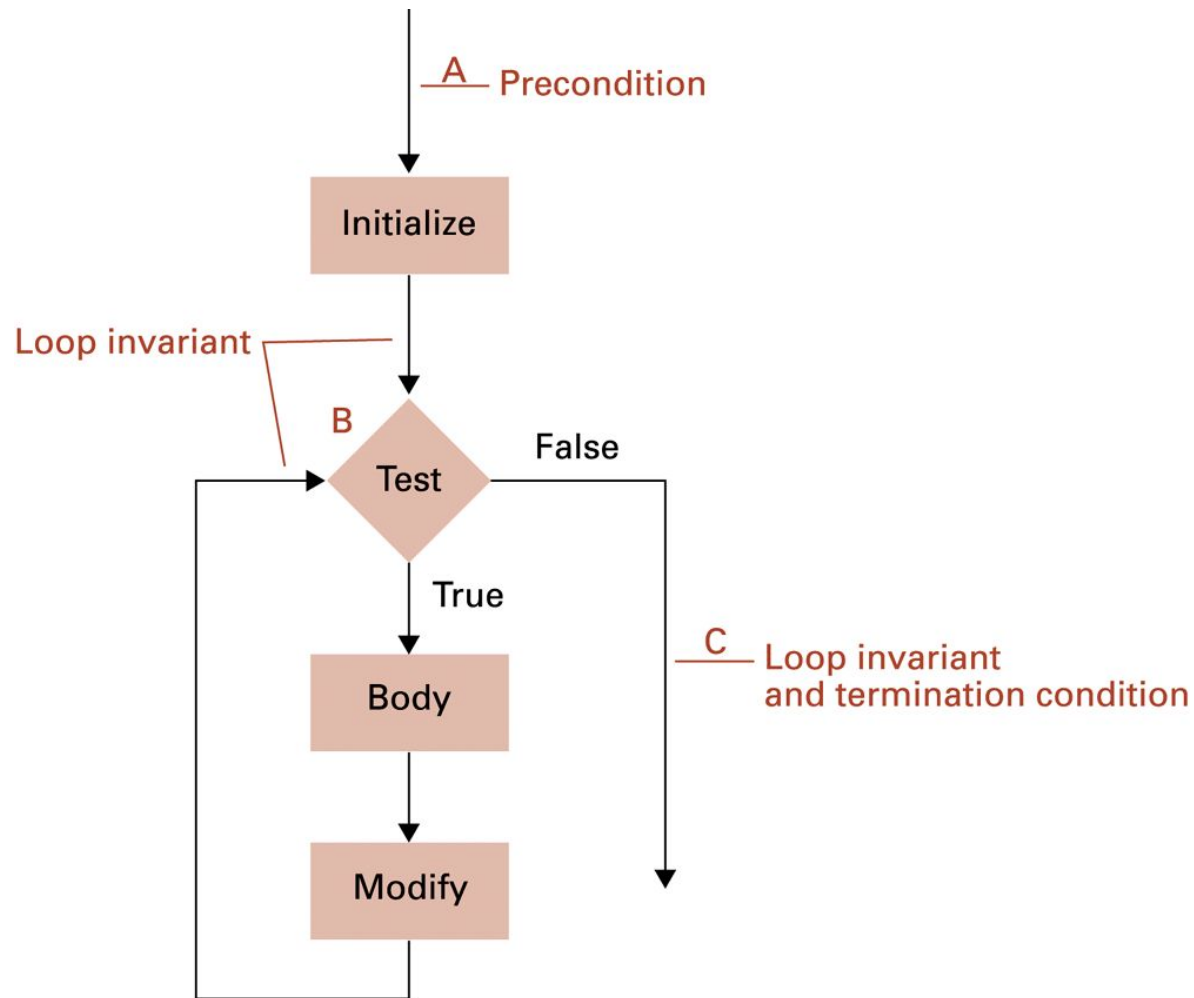 A
Precondition
Initialize
Loop invariant
B
Test
False
True
C
Loop invariant
and termination condition
Body
Modify